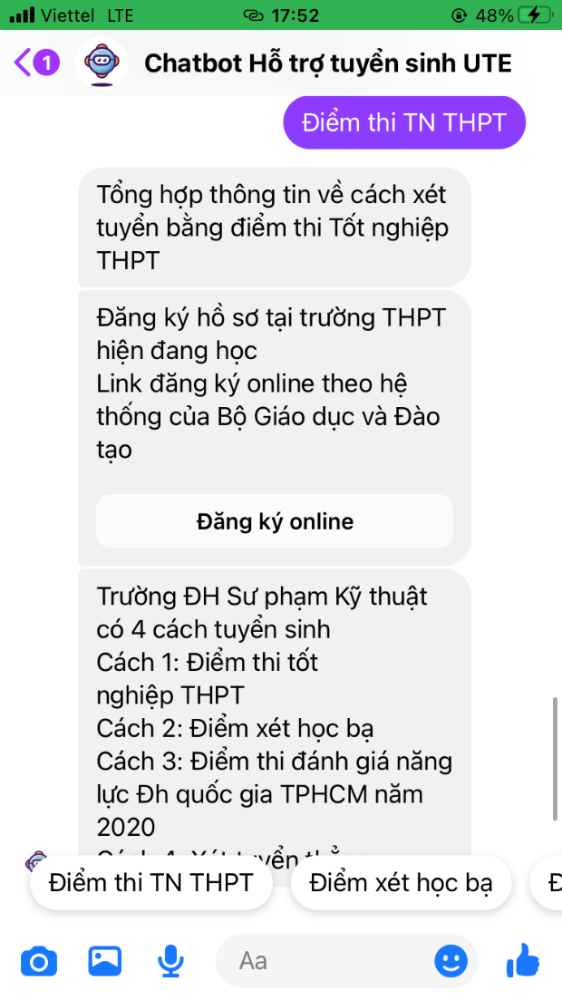 Viettel LTE 17:52 48%
1 Chatbot Hỗ trợ tuyển sinh UTE
Điểm thi TN THPT
Tổng hợp thông tin về cách xét
tuyển bằng điểm thi Tốt nghiệp
THPT
Đăng ký hồ sơ tại trường THPT
hiện đang học
Link đăng ký online theo hệ
thống của Bộ Giáo dục và Đào
tạo
Đăng ký online
Trường ĐH Sư phạm Kỹ thuật
có 4 cách tuyển sinh
Cách 1: Điểm thi tốt
nghiệp THPT
Cách 2: Điểm xét học bạ
Cách 3: Điểm thi đánh giá năng
lực Đh quốc gia TPHCM năm
2020
Cách 4: Xét tuyển thẳng
Điểm thi TN THPT
Điểm xét học bạ
Aa